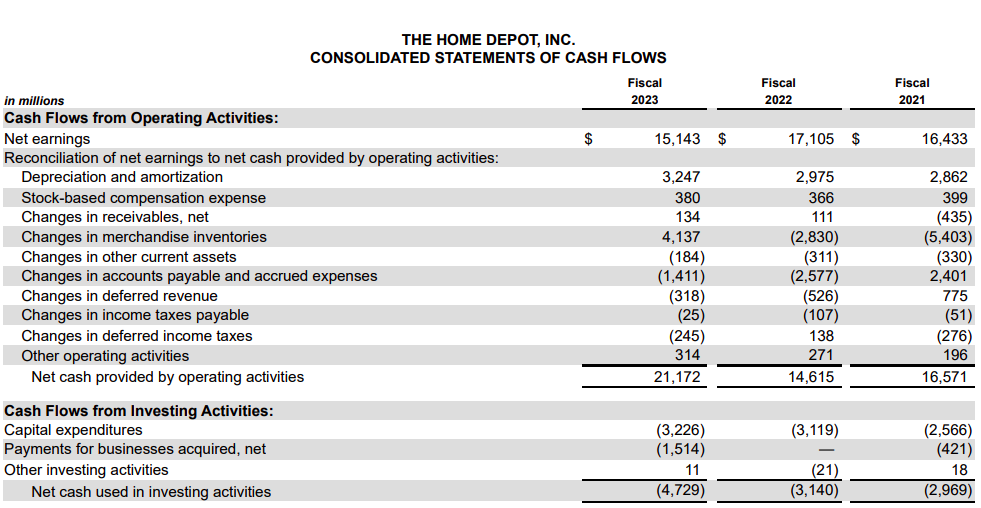 THE HOME DEPOT, INC.
CONSOLIDATED STATEMENTS OF CASH FLOWS
Fiscal Fiscal Fiscal
in millions 2023 2022 2021
Cash Flows from Operating Activities:
Net earnings $ 15,143 $ 17,105 $ 16,433
Reconciliation of net earnings to net cash provided by operating activities:
Depreciation and amortization 3,247 2,975 2,862
Stock-based compensation expense 380 366 399
Changes in receivables, net 134 111 (435)
Changes in merchandise inventories 4,137 (2,830) (5,403)
Changes in other current assets (184) (311) (330)
Changes in accounts payable and accrued expenses (1,411) (2,577) 2,401
Changes in deferred revenue (318) (526) 775
Changes in income taxes payable (25) (107) (51)
Changes in deferred income taxes (245) 138 (276)
Other operating activities 314 271 196
Net cash provided by operating activities 21,172 14,615 16,571
Cash Flows from Investing Activities:
Capital expenditures (3,226) (3,119) (2,566)
Payments for businesses acquired, net (1,514) — (421)
Other investing activities 11 (21) 18
Net cash used in investing activities (4,729) (3,140) (2,969)